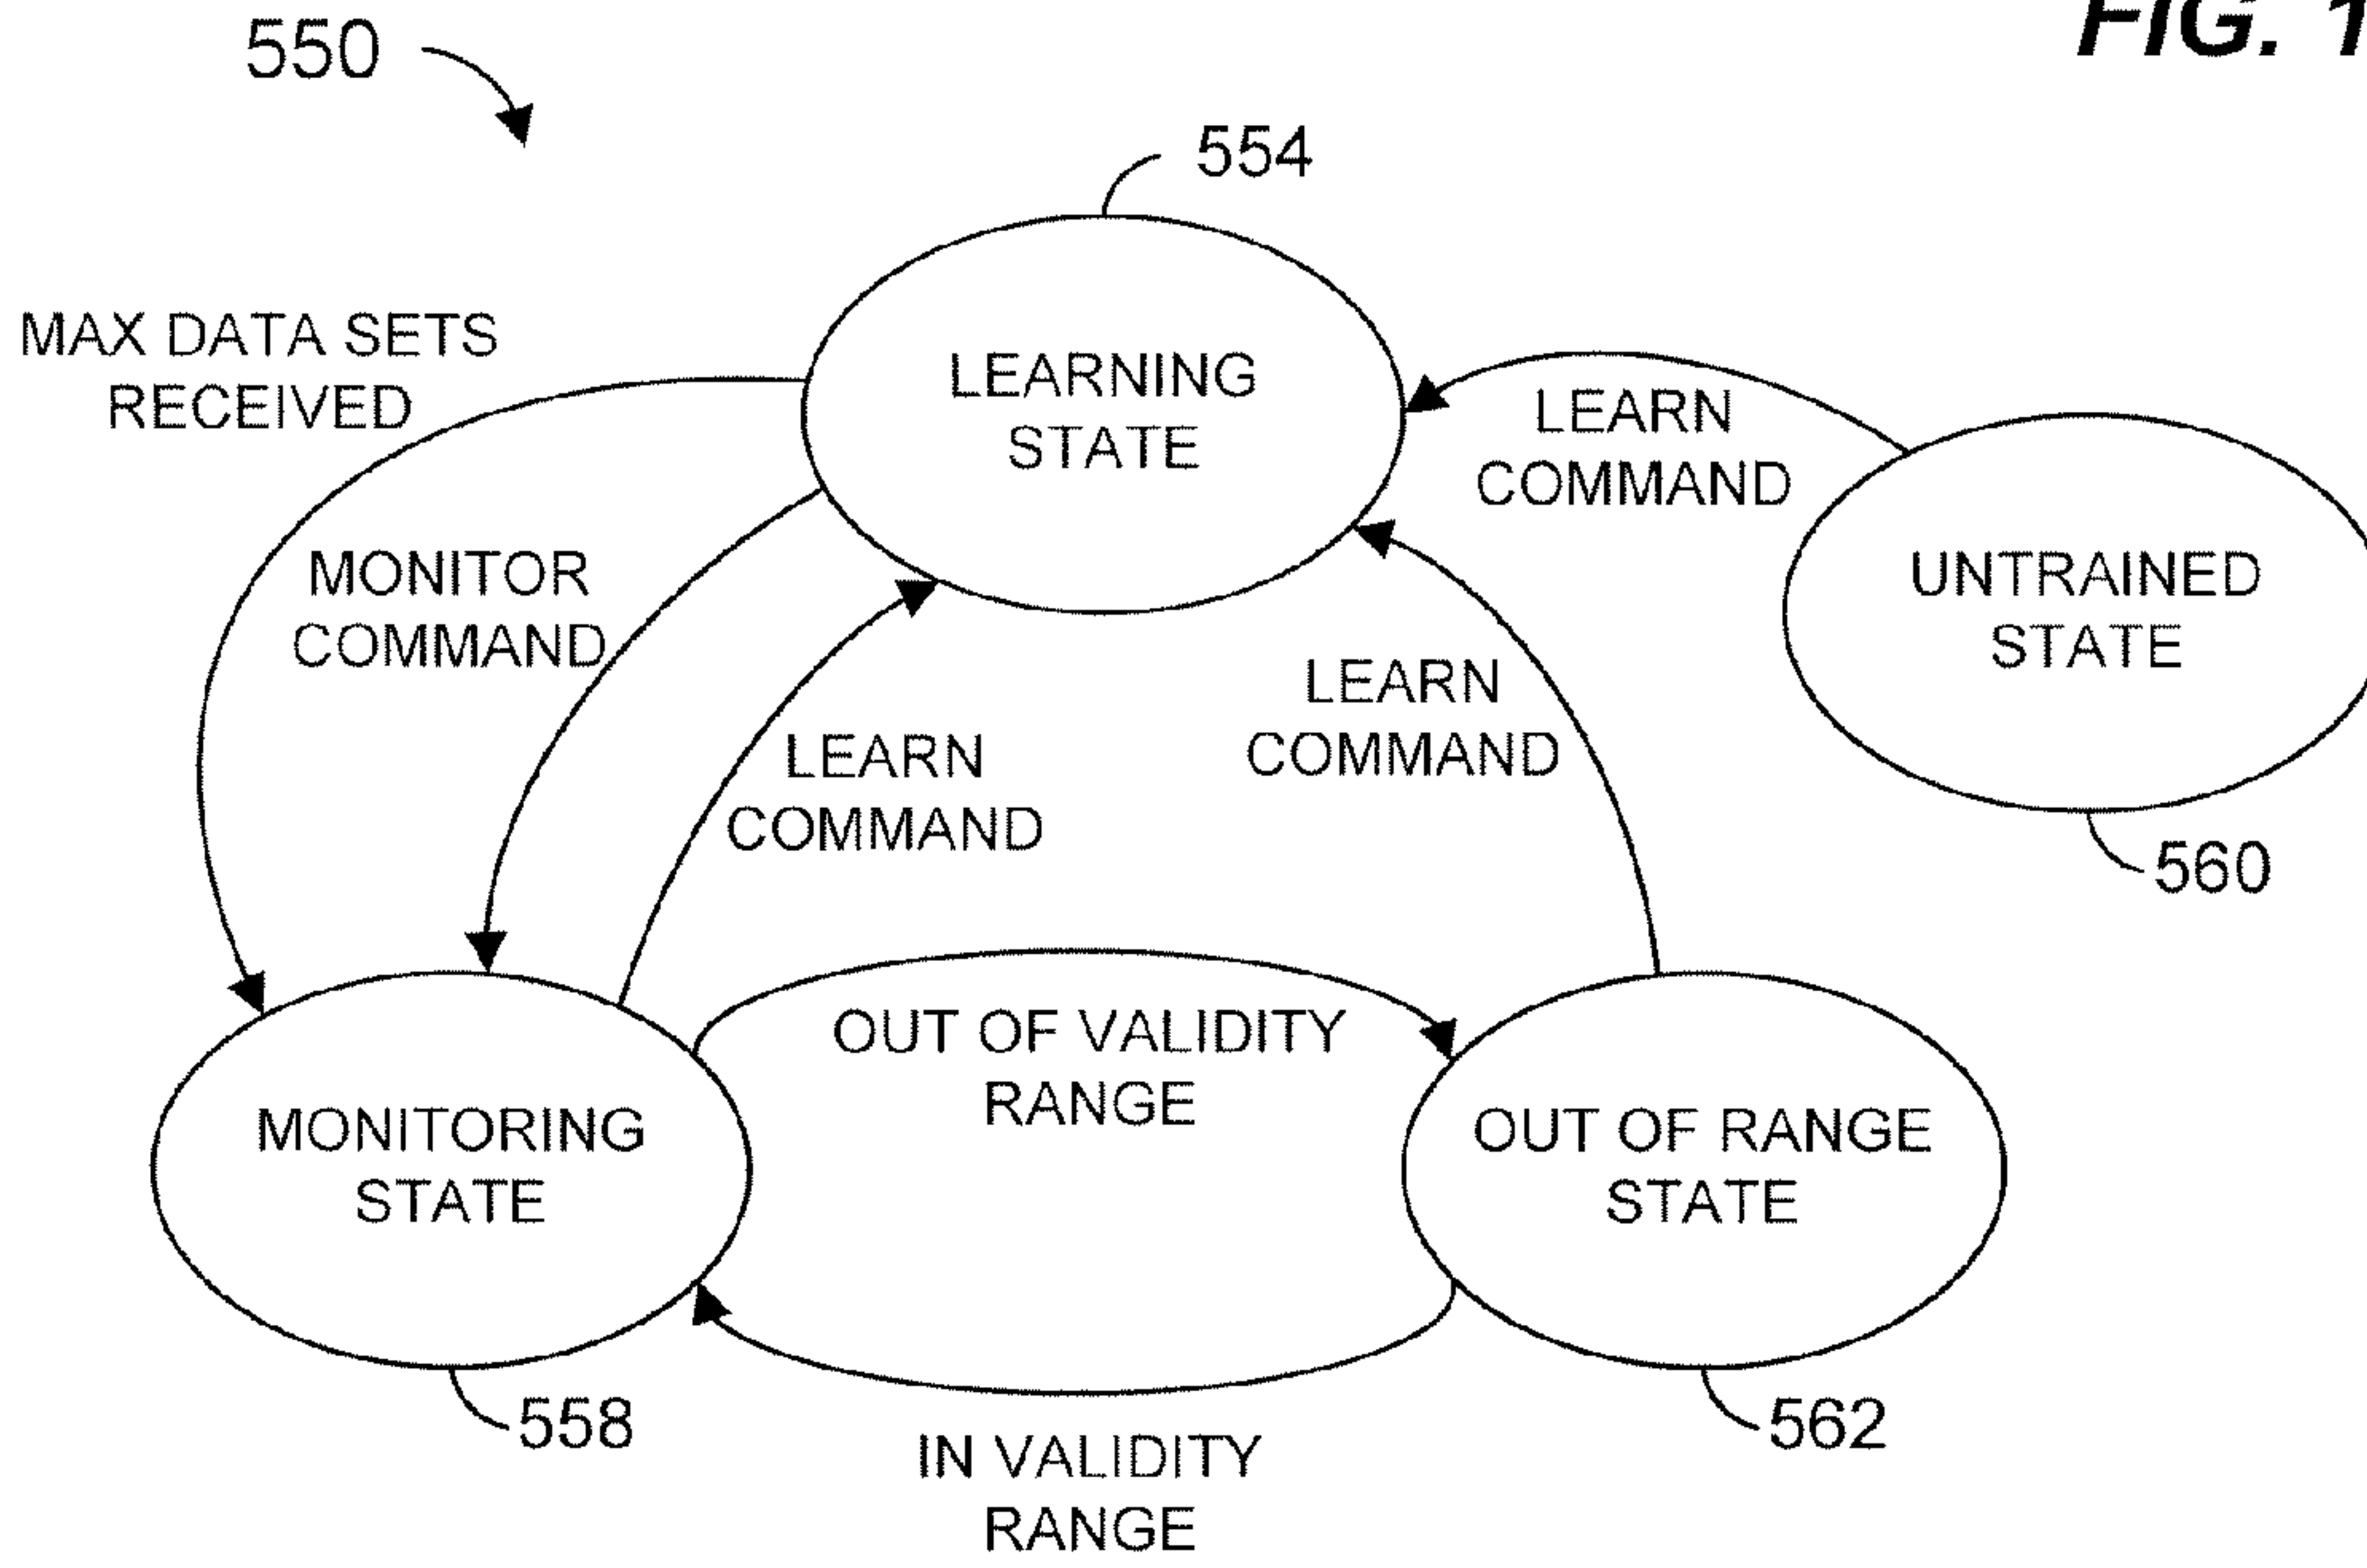 FIG. 1
550
554
MAX DATA SETS
RECEIVED
LEARNING
STATE
LEARN
COMMAND
MONITOR
COMMAND
UNTRAINED
STATE
LEARN
COMMAND
LEARN
COMMAND
560
OUT OF VALIDITY
RANGE
MONITORING
STATE
OUT OF RANGE
STATE
558
562
IN VALIDITY
RANGE